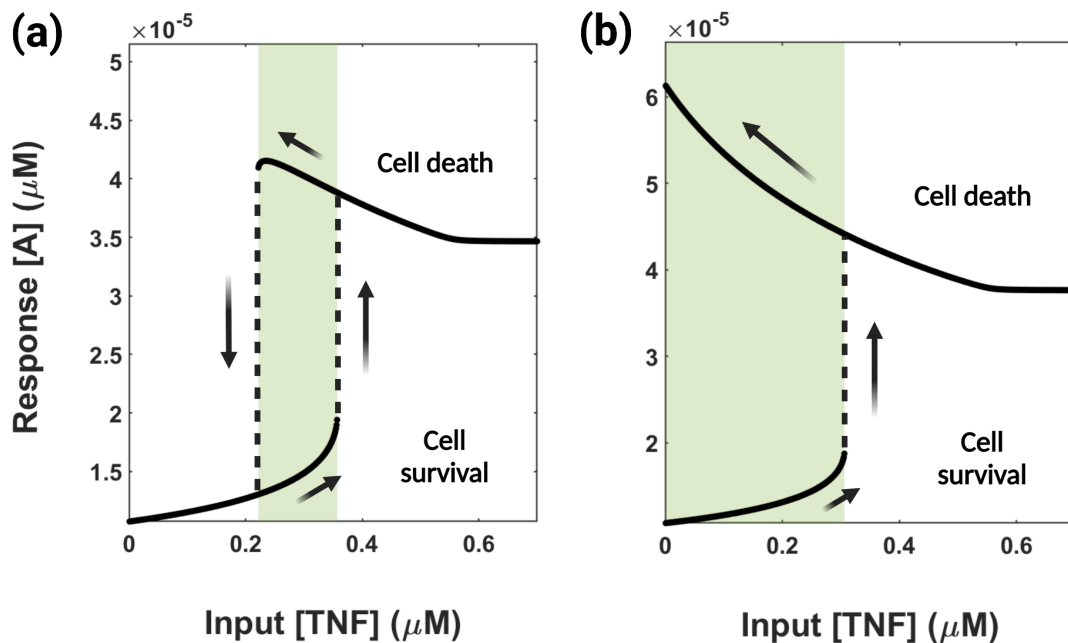 (a)
×10⁻⁵
5
4.5
4
3.5
3
2.5
2
1.5
0
0.2
0.4
0.6
Cell death
Cell
survival
Response [A] (μM)
Input [TNF] (μM)
(b)
×10⁻⁵
6
5
4
3
2
0
0.2
0.4
0.6
Cell death
Cell
survival
Input [TNF] (μM)